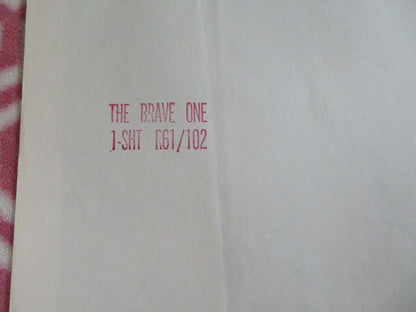 THE BRAVE ONE
1-SHT R61/102